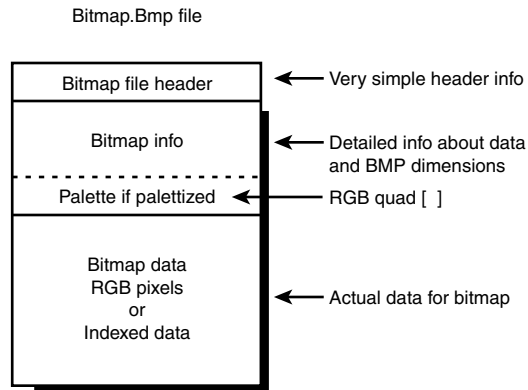 Bitmap.Bmp file
Bitmap file header
Very simple header info
Bitmap info
Detailed info about data
and BMP dimensions
Palette if palettized
RGB quad [ ]
Bitmap data
RGB pixels
or
Indexed data
Actual data for bitmap